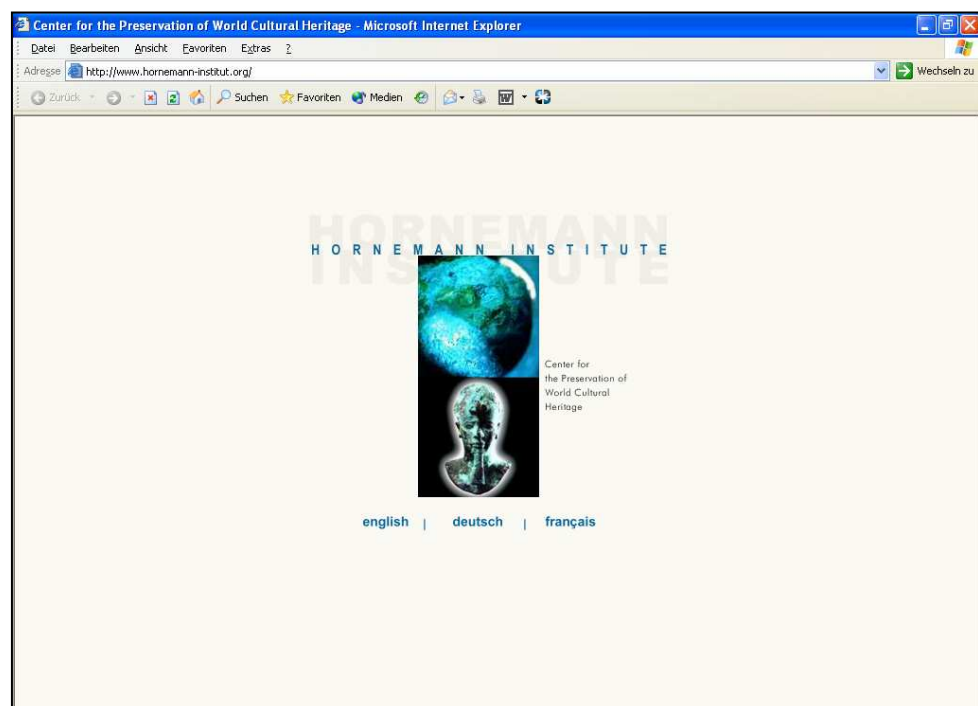 Center for the Preservation of World Cultural Heritage - Microsoft Internet Explorer
Datei Bearbeiten Ansicht Favoriten Extras ?
Adresse http://www.hornemann-institut.org/ Wechseln zu
Zurück Suchen Favoriten Medien
HORNEMANN
HORNEMANN INSTITUTE
INSTITUTE
Center for
the Preservation of
World Cultural
Heritage
english | deutsch | français